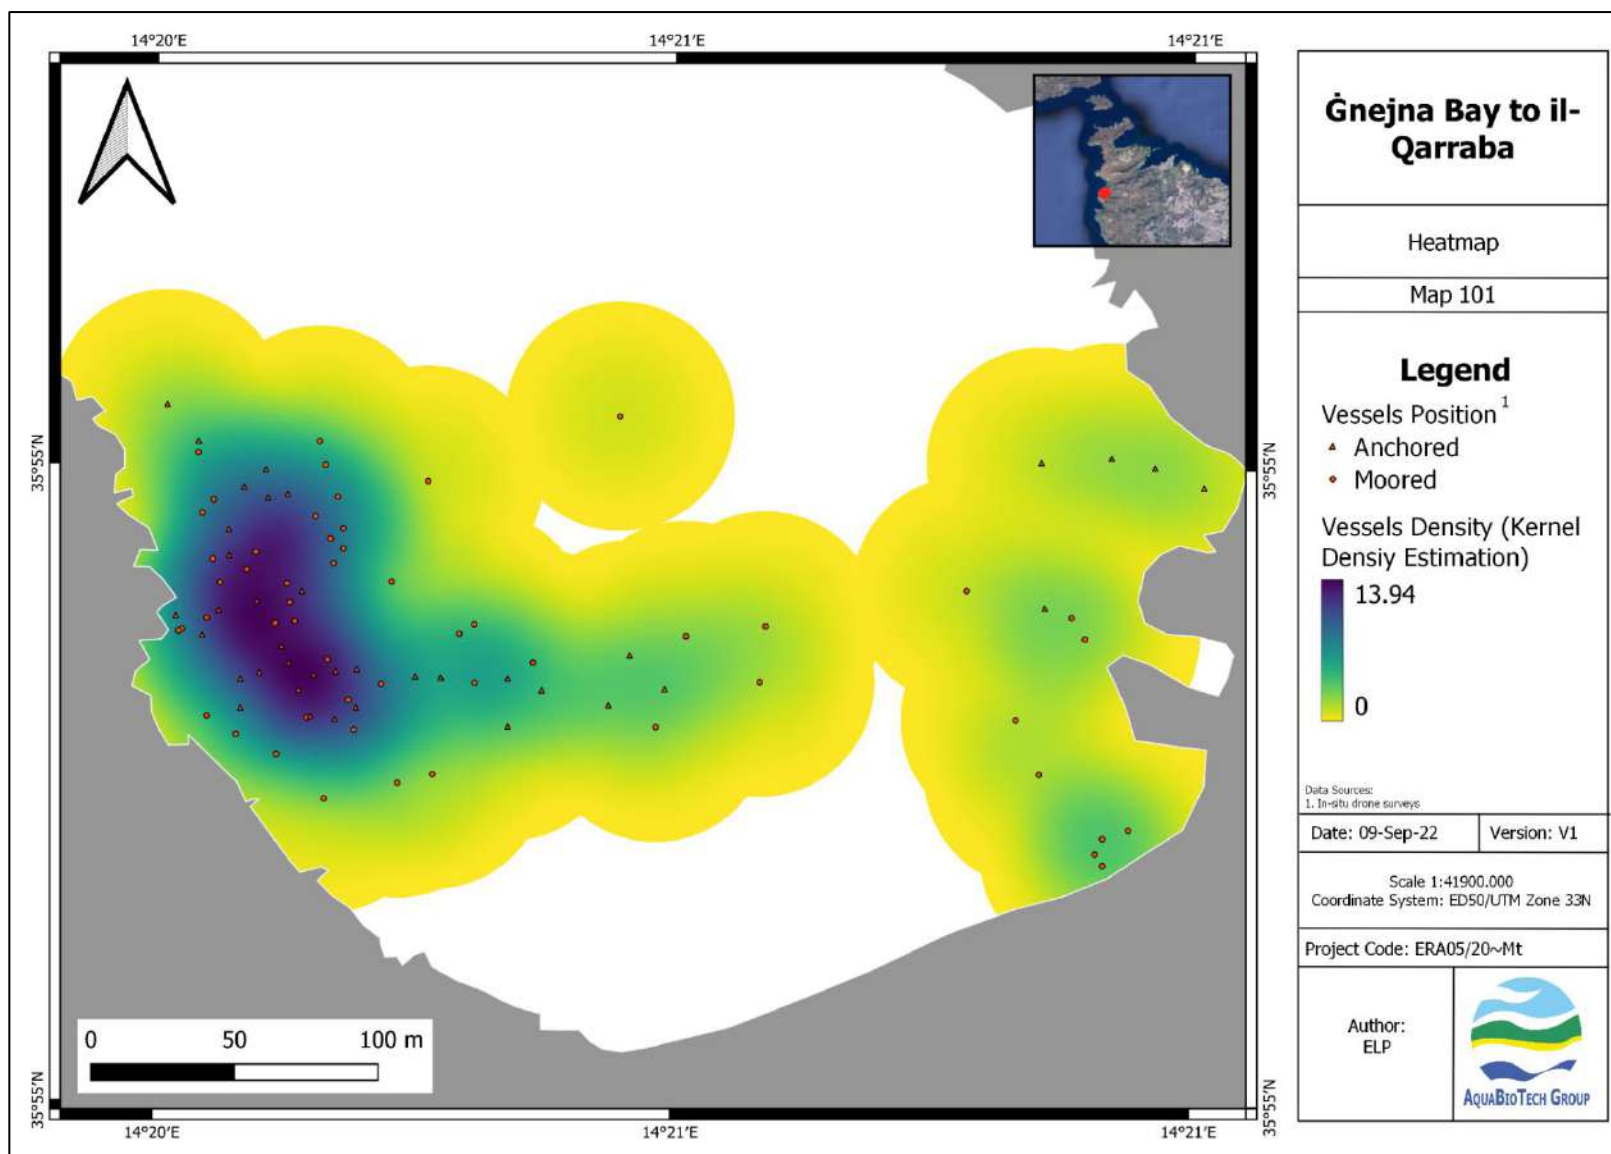 14°20'E
14°21'E
14°21'E
35°55'N
35°55'N
35°55'N
35°55'N
14°20'E
14°21'E
14°21'E
0
50
100 m
Ġnejna Bay to il-
Qarraba
Heatmap
Map 101
Legend
Vessels Position 1
Anchored
Moored
Vessels Density (Kernel
Densiy Estimation)
13.94
0
Data Sources:
1. In-situ drone surveys
Date: 09-Sep-22
Version: V1
Scale 1:41900.000
Coordinate System: ED50/UTM Zone 33N
Project Code: ERA05/20~Mt
Author:
ELP
AQUABIOTECH GROUP